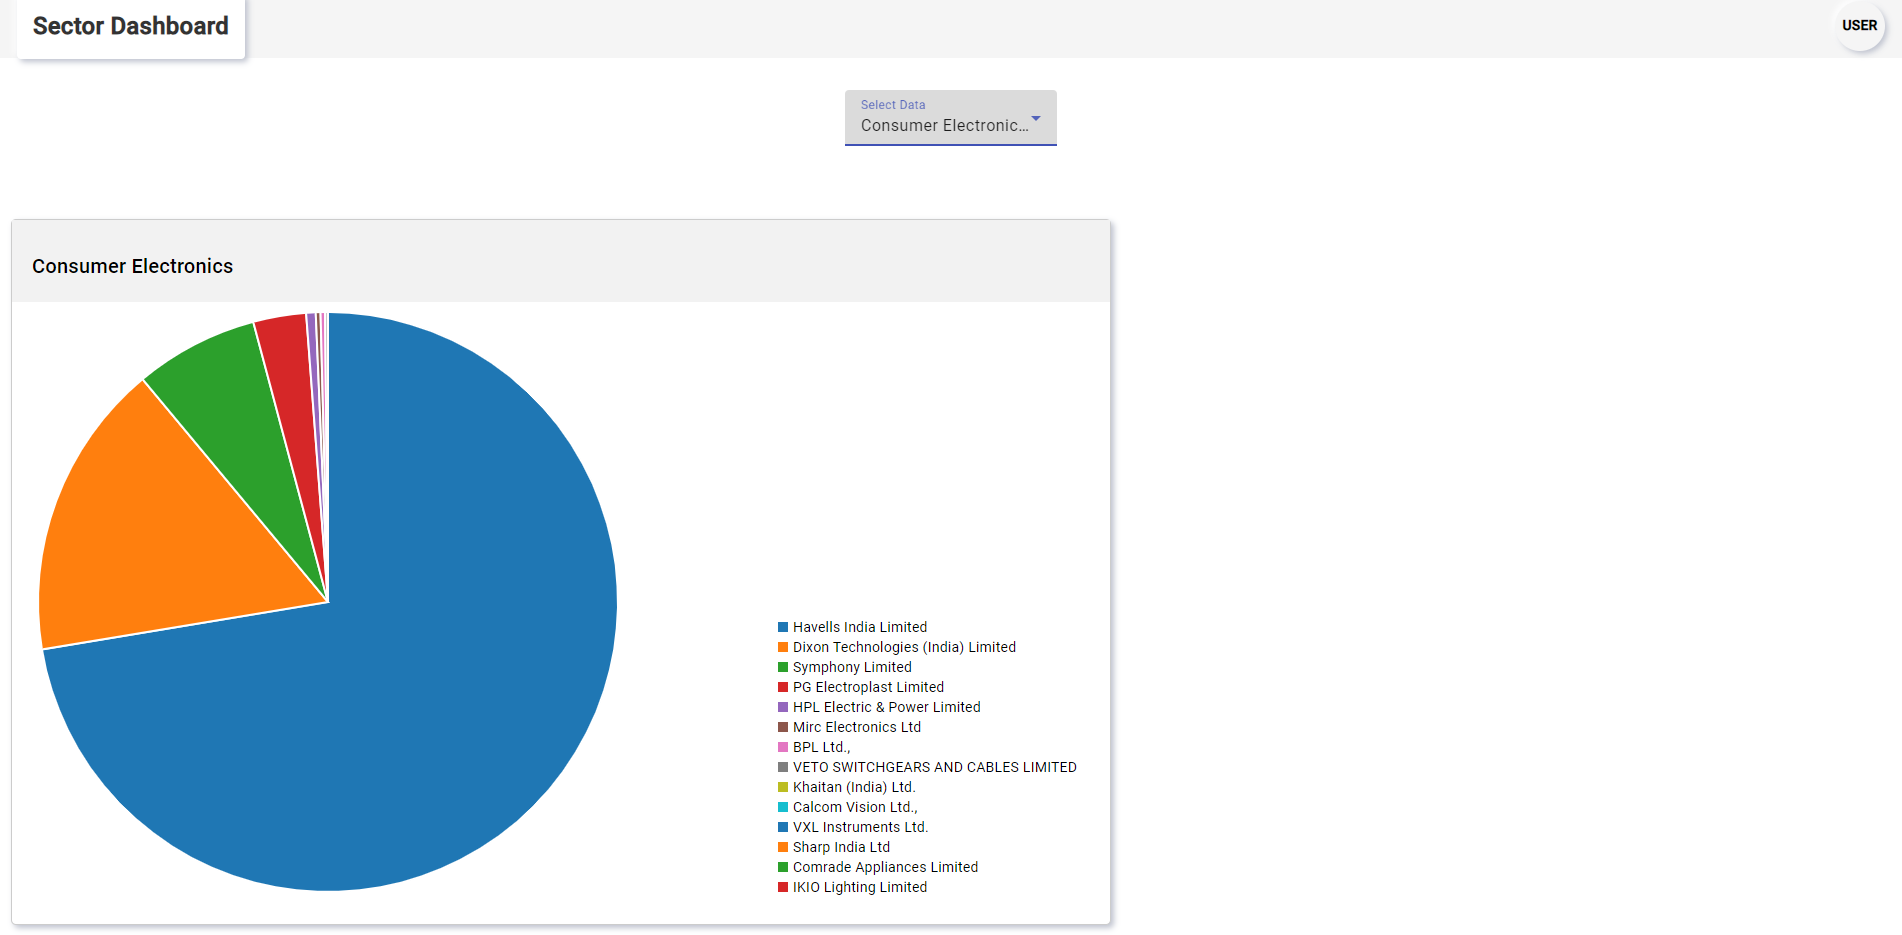 Sector Dashboard
USER
Select Data
Consumer Electronic...
Consumer Electronics
Havells India Limited
Dixon Technologies (India) Limited
Symphony Limited
PG Electroplast Limited
HPL Electric & Power Limited
Mirc Electronics Ltd
BPL Ltd.,
VETO SWITCHGEARS AND CABLES LIMITED
Khaitan (India) Ltd.
Calcom Vision Ltd.,
VXL Instruments Ltd.
Sharp India Ltd
Comrade Appliances Limited
IKIO Lighting Limited